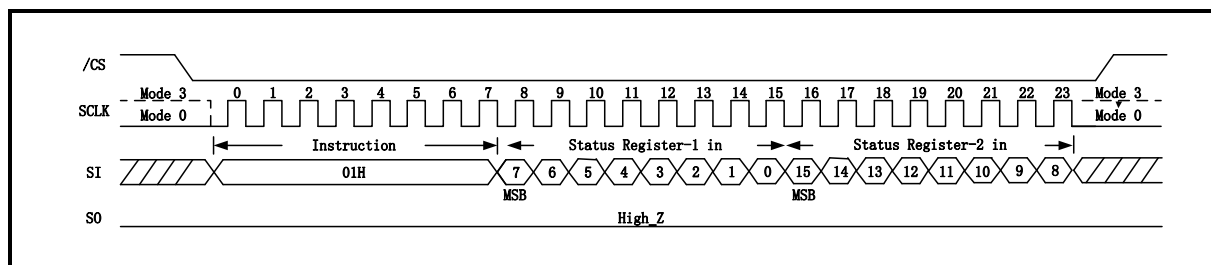 /CS
Mode 3 0 1 2 3 4 5 6 7 8 9 10 11 12 13 14 15 16 17 18 19 20 21 22 23 Mode 3
SCLK
Mode 0 Mode 0
Instruction Status Register-1 in Status Register-2 in
SI 01H 7 6 5 4 3 2 1 0 15 14 13 12 11 10 9 8
MSB MSB
SO High_Z